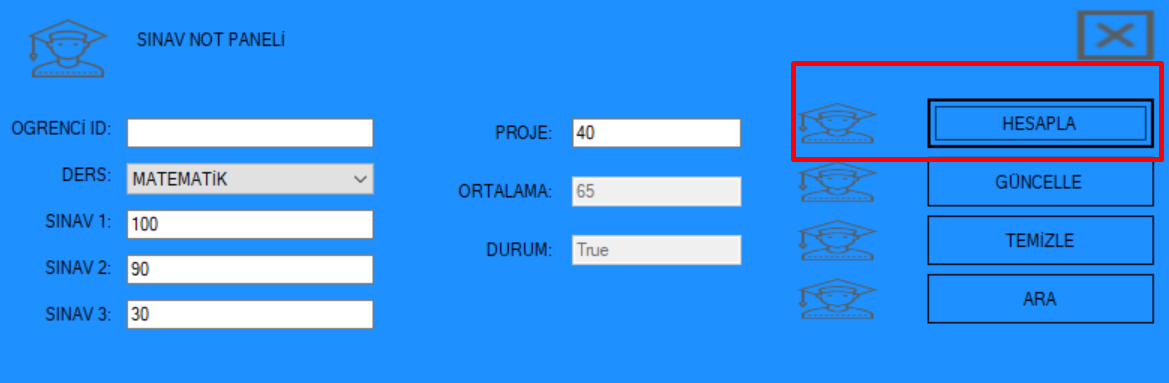 SINAV NOT PANELİ
OGRENCİ ID:
DERS: MATEMATİK
SINAV 1: 100
SINAV 2: 90
SINAV 3: 30
PROJE: 40
ORTALAMA: 65
DURUM: True
HESAPLA
GÜNCELLE
TEMİZLE
ARA